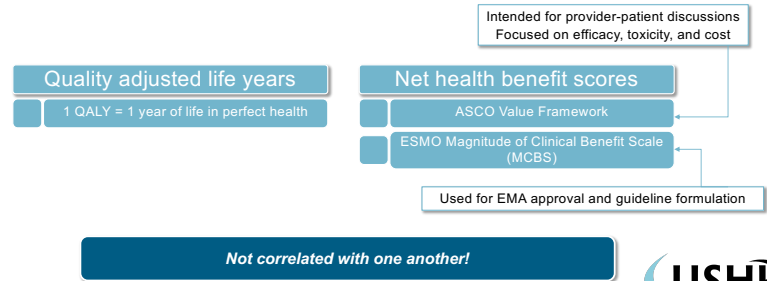 Intended for provider-patient discussions
Focused on efficacy, toxicity, and cost
Quality adjusted life years
Net health benefit scores
1 QALY = 1 year of life in perfect health
ASCO Value Framework
ESMO Magnitude of Clinical Benefit Scale
(MCBS)
Used for EMA approval and guideline formulation
Not correlated with one another!